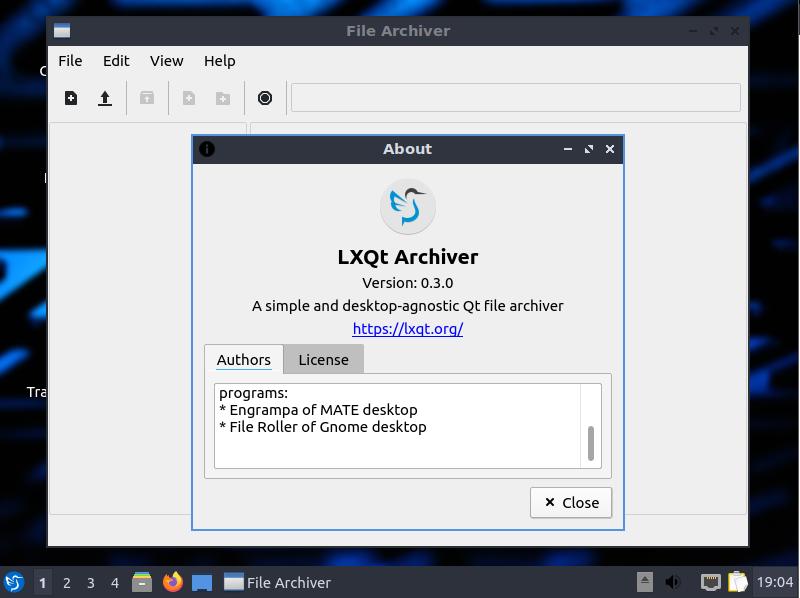 File Archiver
File Edit View Help
About
LXQt Archiver
Version: 0.3.0
A simple and desktop-agnostic Qt file archiver
https://lxqt.org/
Authors License
programs:
* Engrampa of MATE desktop
* File Roller of Gnome desktop
Close
Tra
1 2 3 4 File Archiver 19:04